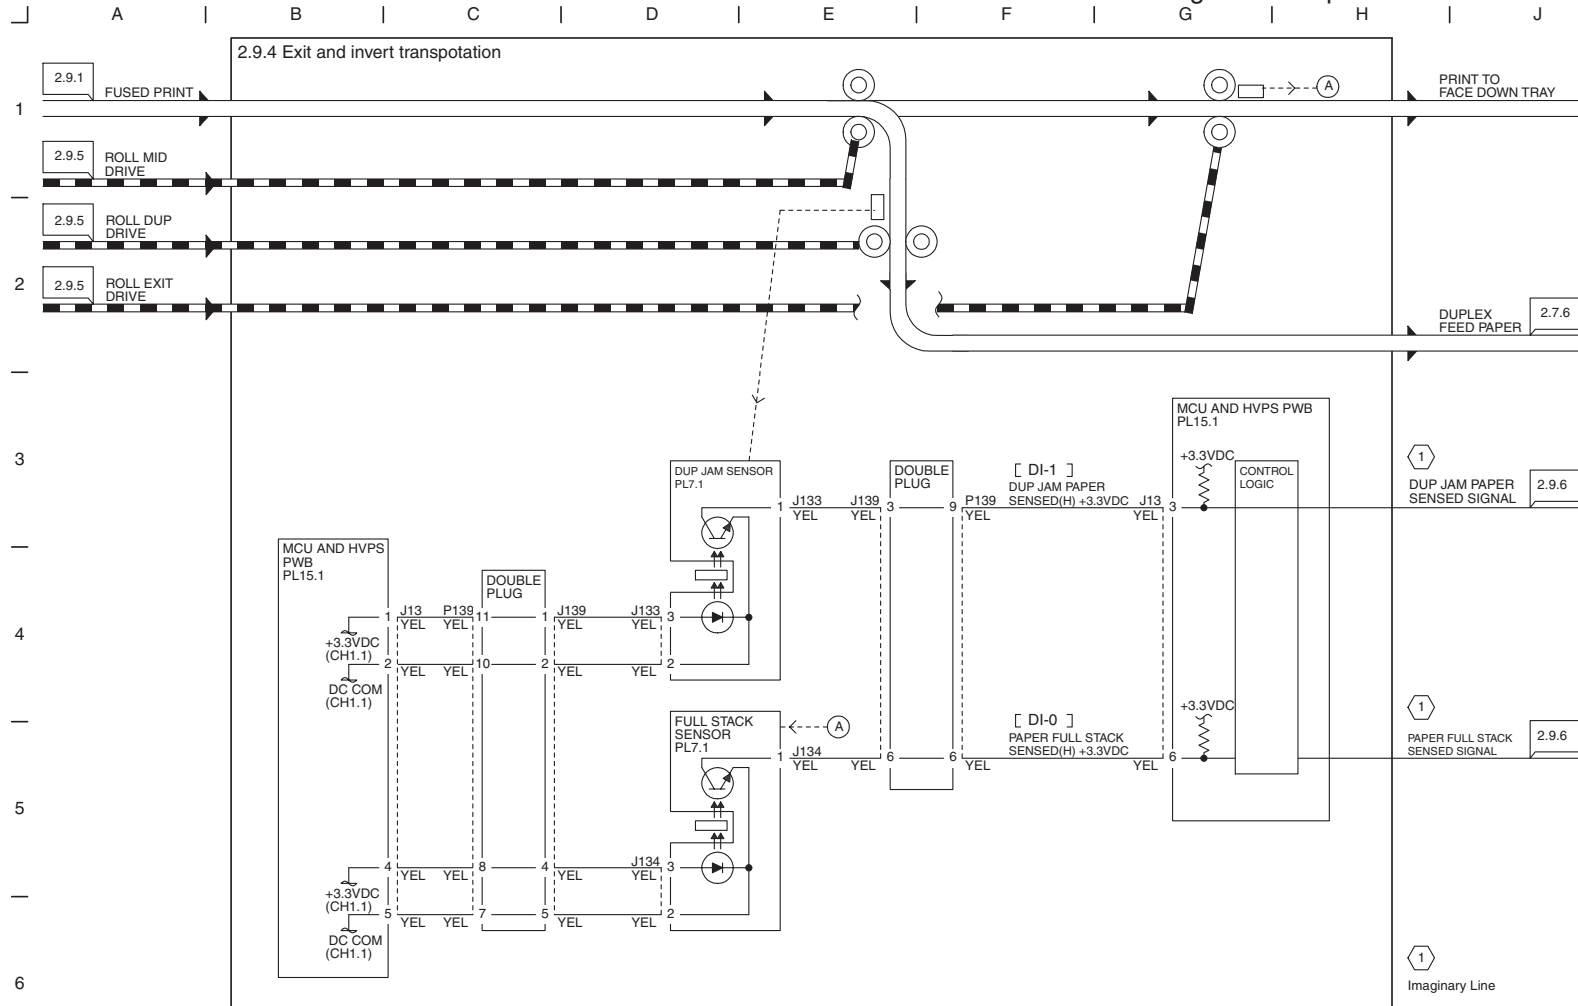 A B C D E F G H J
2.9.4 Exit and invert transpotation
1
2.9.1
FUSED PRINT
A
PRINT TO
FACE DOWN TRAY
2.9.5
ROLL MID
DRIVE
2.9.5
ROLL DUP
DRIVE
2
2.9.5
ROLL EXIT
DRIVE
DUPLEX
FEED PAPER
2.7.6
3
MCU AND HVPS PWB
PL15.1
+3.3VDC
CONTROL
LOGIC
DUP JAM SENSOR
PL7.1
DOUBLE
PLUG
[ DI-1 ]
DUP JAM PAPER
SENSED(H) +3.3VDC
1
DUP JAM PAPER
SENSED SIGNAL
2.9.6
1 J133 J139 3 9 P139 J13 3
YEL YEL YEL YEL
4
MCU AND HVPS
PWB
PL15.1
DOUBLE
PLUG
1 J13 P139 11 1 J139 J133 3
YEL YEL YEL YEL
+3.3VDC
(CH1.1)
2 10 2 2
YEL YEL YEL YEL
DC COM
(CH1.1)
FULL STACK
SENSOR
PL7.1
A
[ DI-0 ]
PAPER FULL STACK
SENSED(H) +3.3VDC
+3.3VDC
1
PAPER FULL STACK
SENSED SIGNAL
2.9.6
1 J134 6 6 6
YEL YEL YEL YEL
5
4 8 4 J134 3
YEL YEL YEL YEL
+3.3VDC
(CH1.1)
5 7 5 2
YEL YEL YEL YEL
DC COM
(CH1.1)
6
1
Imaginary Line